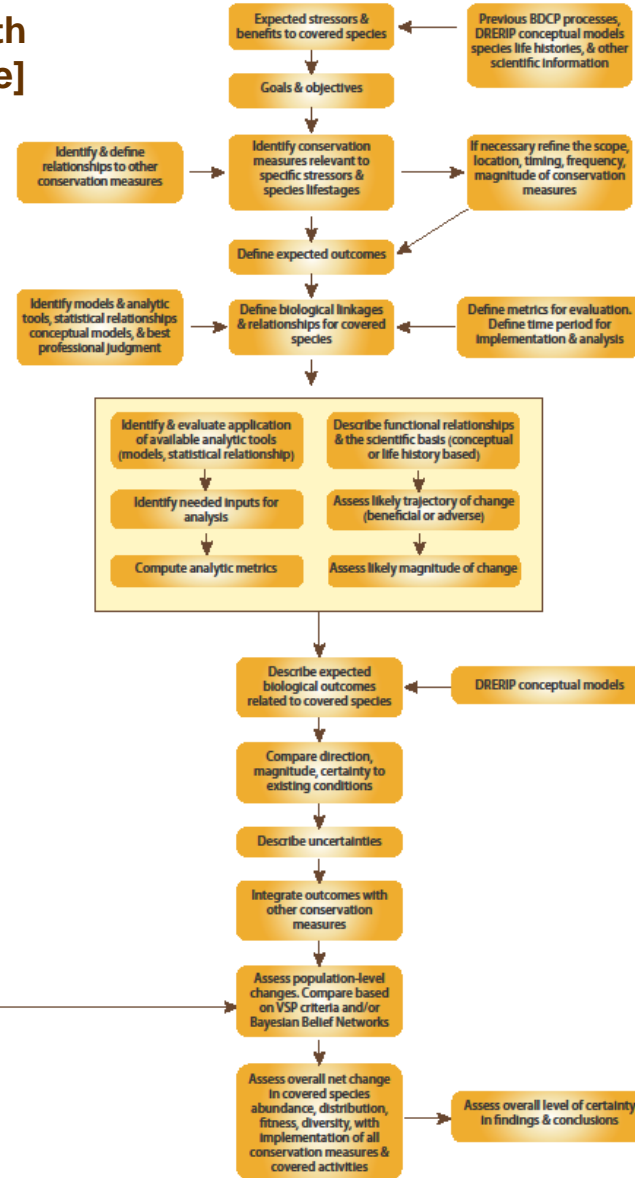 th
e]
Expected stressors &
benefits to covered species
Previous BDCP processes,
DRERIP conceptual models
species life histories, & other
scientific information
Goals & objectives
Identify & define
relationships to other
conservation measures
Identify conservation
measures relevant to
specific stressors &
species lifestages
If necessary refine the scope,
location, timing, frequency,
magnitude of conservation
measures
Define expected outcomes
Identify models & analytic
tools, statistical relationships
conceptual models, & best
professional judgment
Define biological linkages
& relationships for covered
species
Define metrics for evaluation.
Define time period for
implementation & analysis
Identify & evaluate application
of available analytic tools
(models, statistical relationship)
Describe functional relationships
& the scientific basis (conceptual
or life history based)
Identify needed inputs for
analysis
Assess likely trajectory of change
(beneficial or adverse)
Compute analytic metrics
Assess likely magnitude of change
Describe expected
biological outcomes
related to covered species
DRERIP conceptual models
Compare direction,
magnitude, certainty to
existing conditions
Describe uncertainties
Integrate outcomes with
other conservation
measures
Assess population-level
changes. Compare based
on VSP criteria and/or
Bayesian Belief Networks
Assess overall net change
in covered species
abundance, distribution,
fitness, diversity, with
implementation of all
conservation measures &
covered activities
Assess overall level of certainty
in findings & conclusions